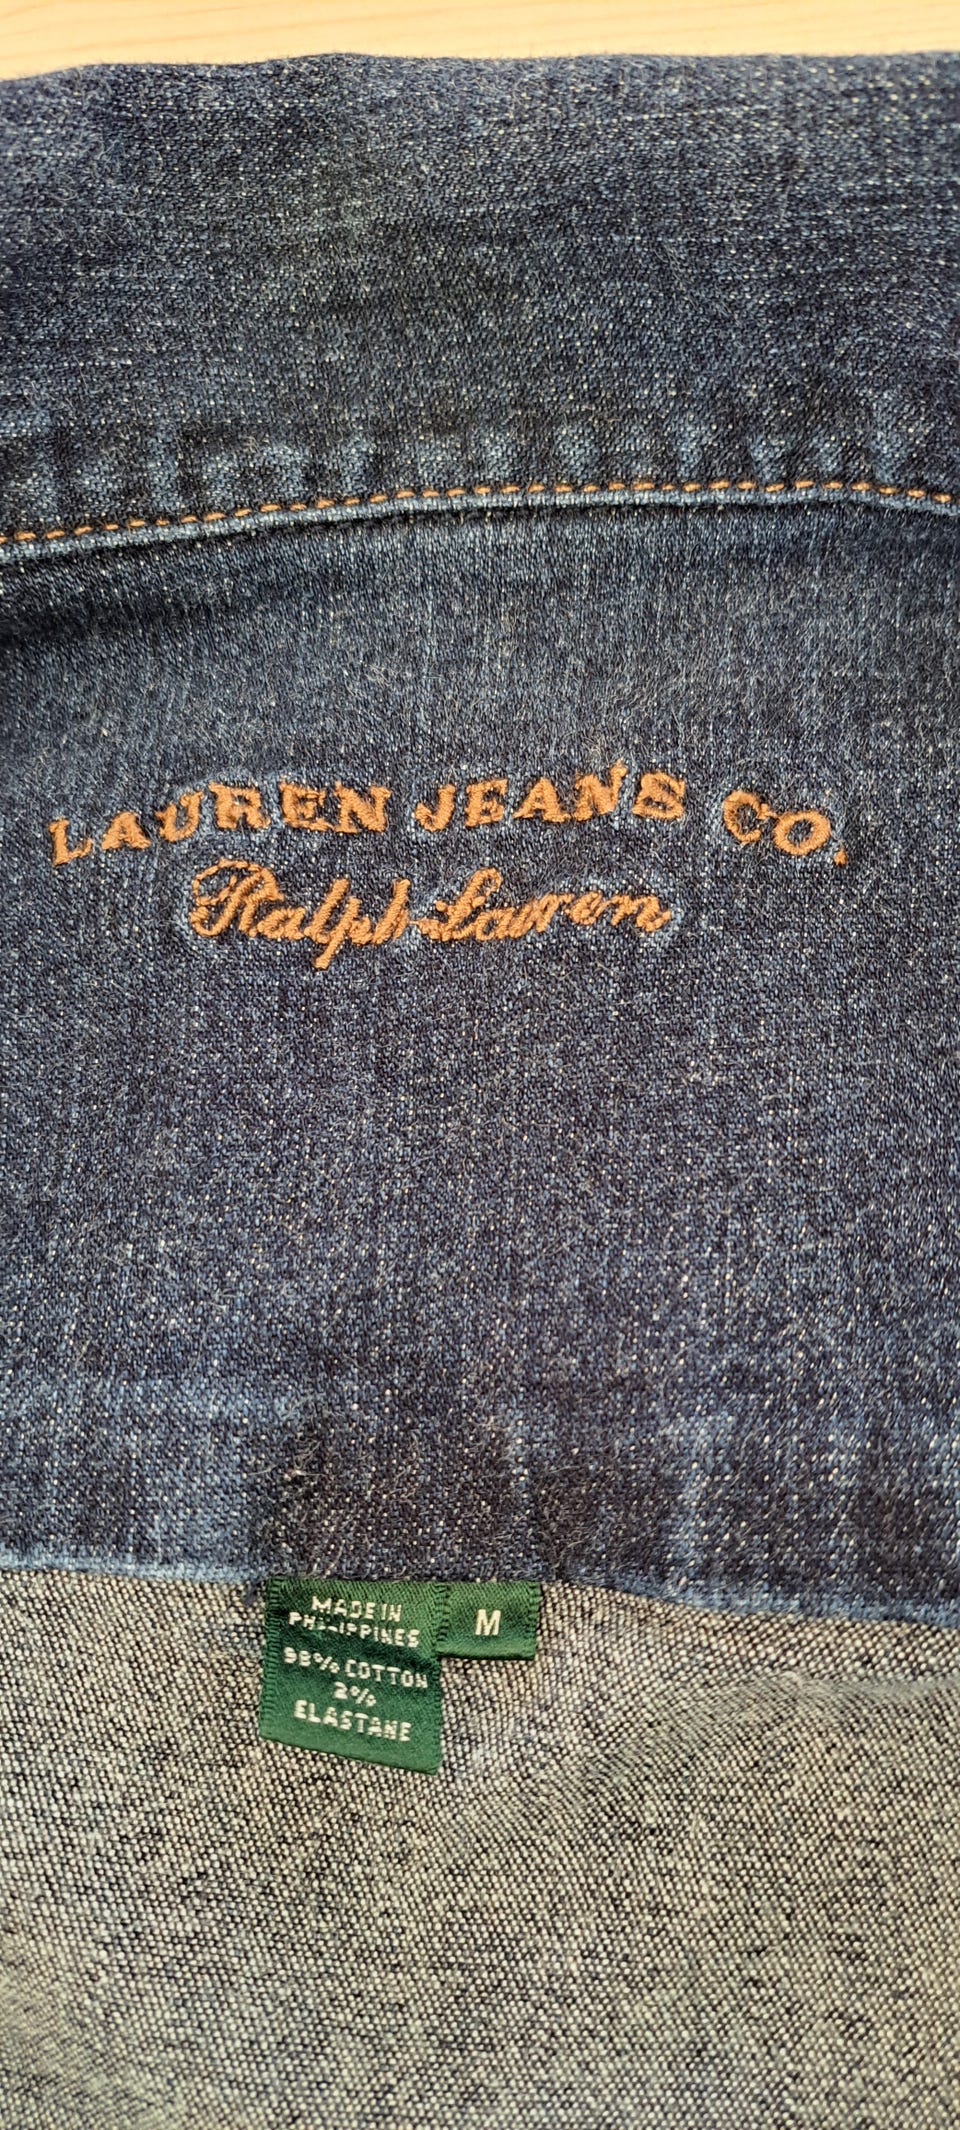 LAUREN JEANS CO.
Ralph Lauren
MADE IN
PHILIPPINES
M
98% COTTON
2%
ELASTANE